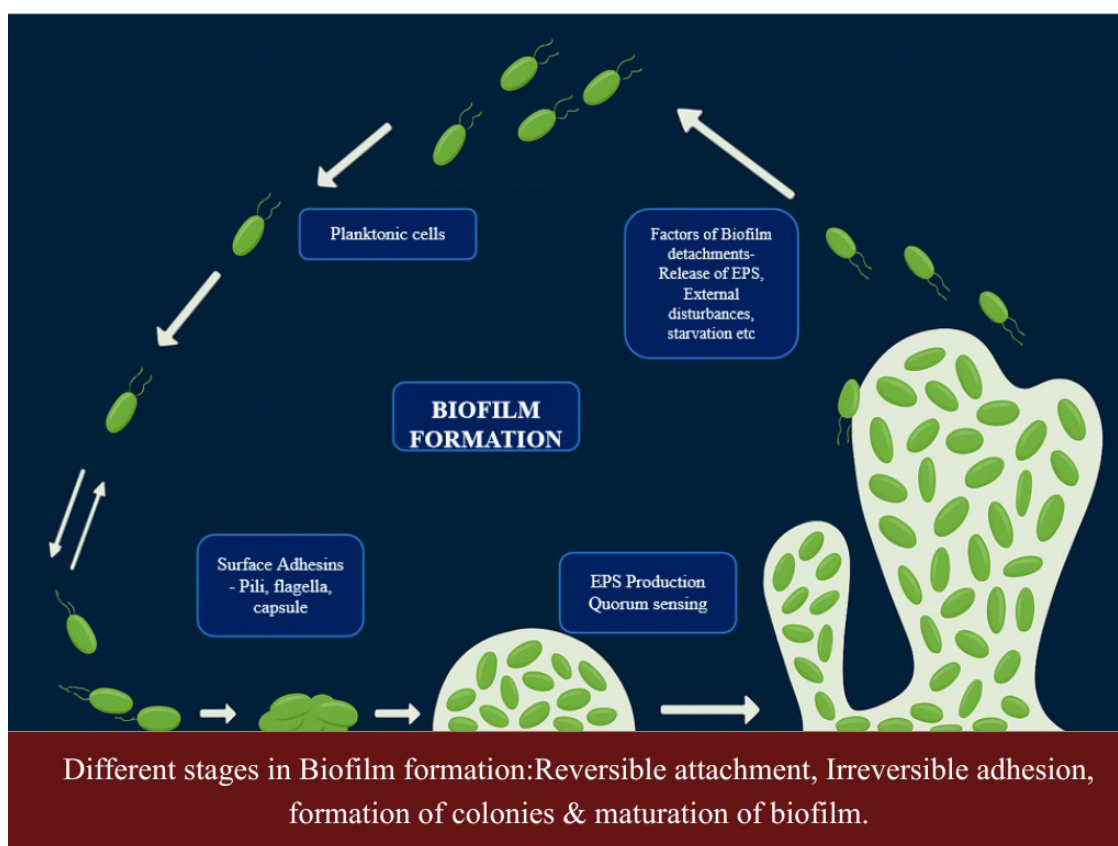 Planktonic cells
Factors of Biofilm
detachments-
Release of EPS,
External
disturbances,
starvation etc
BIOFILM
FORMATION
Surface Adhesins
- Pili, flagella,
capsule
EPS Production
Quorum sensing
Different stages in Biofilm formation:Reversible attachment, Irreversible adhesion,
formation of colonies & maturation of biofilm.